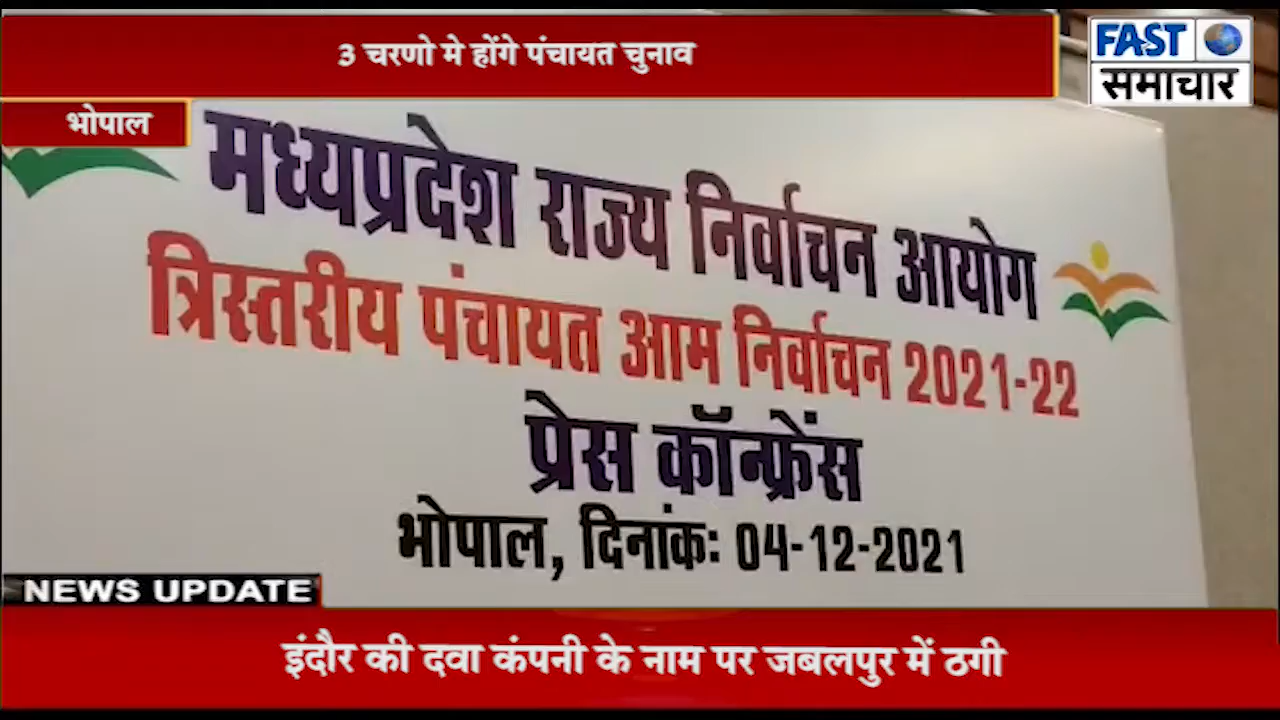 3 चरणो मे होंगे पंचायत चुनाव
FAST
समाचार
भोपाल
मध्यप्रदेश राज्य निर्वाचन आयोग
त्रिस्तरीय पंचायत आम निर्वाचन 2021-22
प्रेस कॉन्फ्रेंस
भोपाल, दिनांक: 04-12-2021
NEWS UPDATE
इंदौर की दवा कंपनी के नाम पर जबलपुर में ठगी